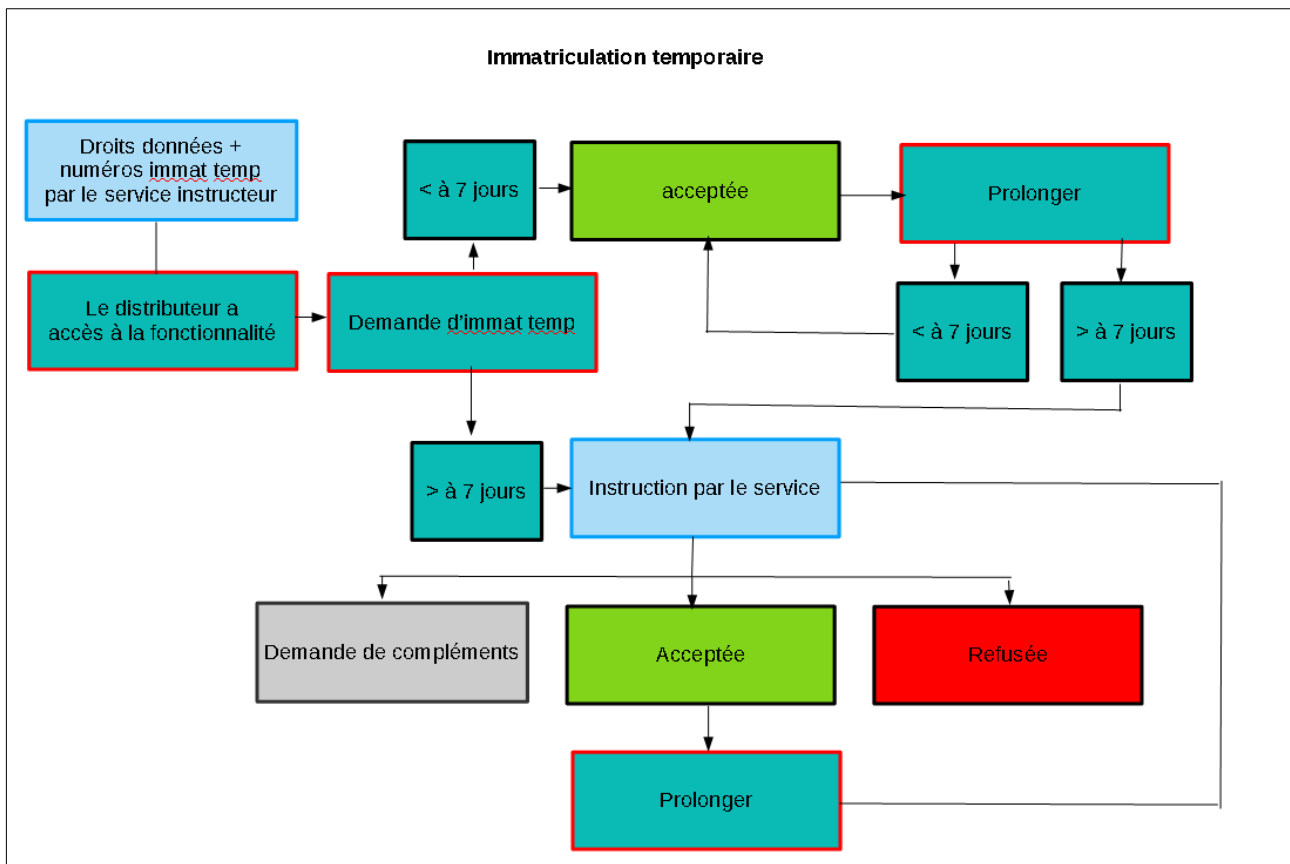 Immatriculation temporaire
Droits données +
numéros immat temp
par le service instructeur
< à 7 jours
acceptée
Prolonger
Le distributeur a
accès à la fonctionnalité
Demande d'immat temp
< à 7 jours
> à 7 jours
> à 7 jours
Instruction par le service
Demande de compléments
Acceptée
Refusée
Prolonger